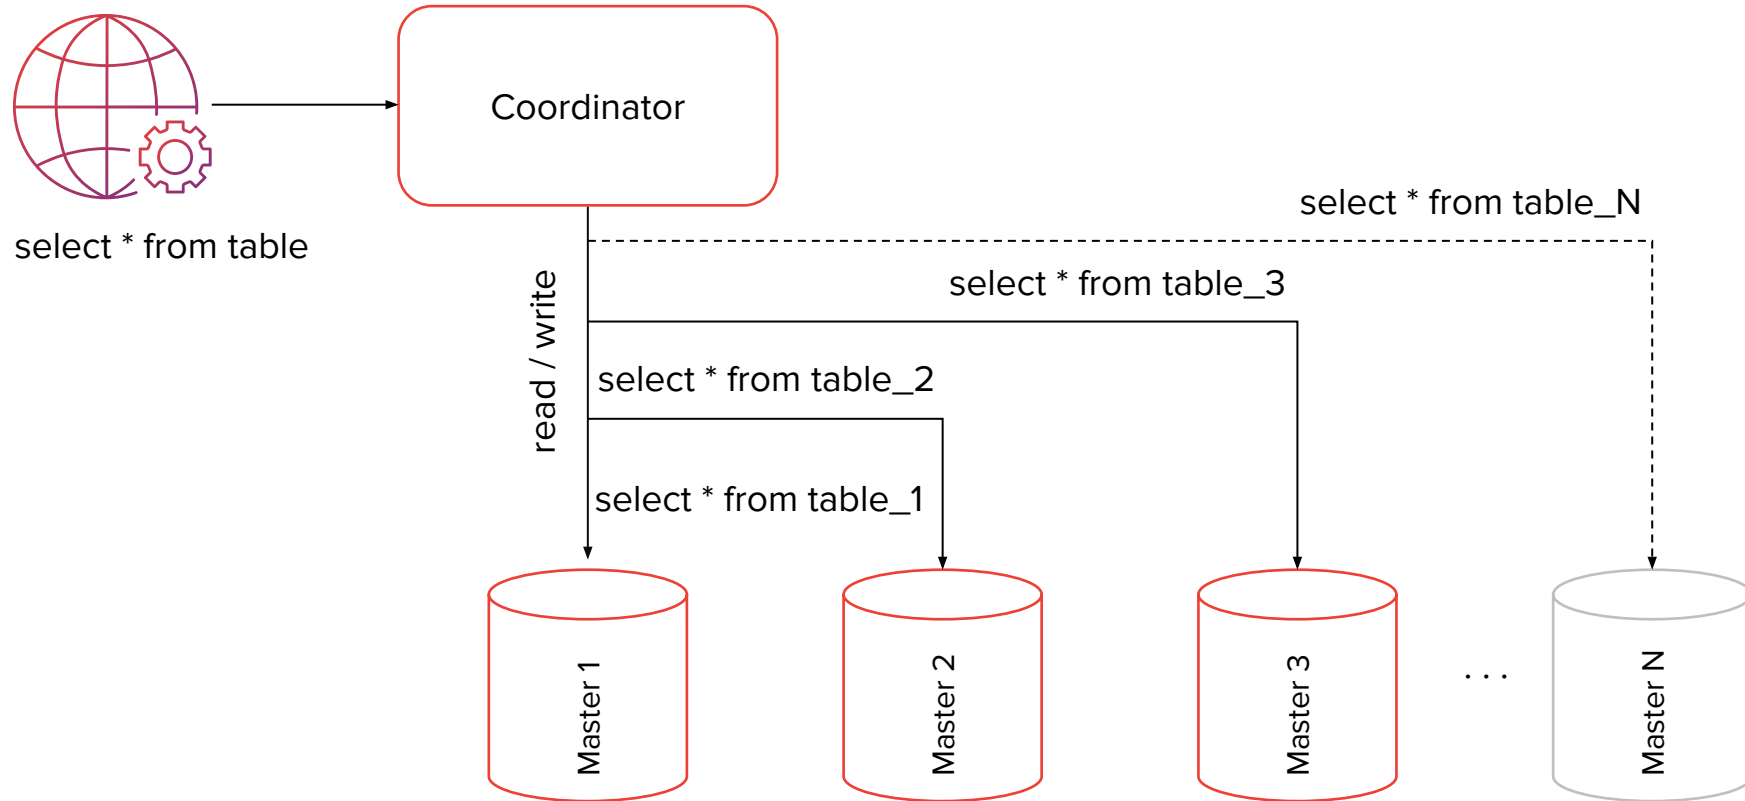 Coordinator
select * from table
select * from table_N
select * from table_3
read / write
select * from table_2
select * from table_1
Master 1
Master 2
Master 3
. . .
Master N